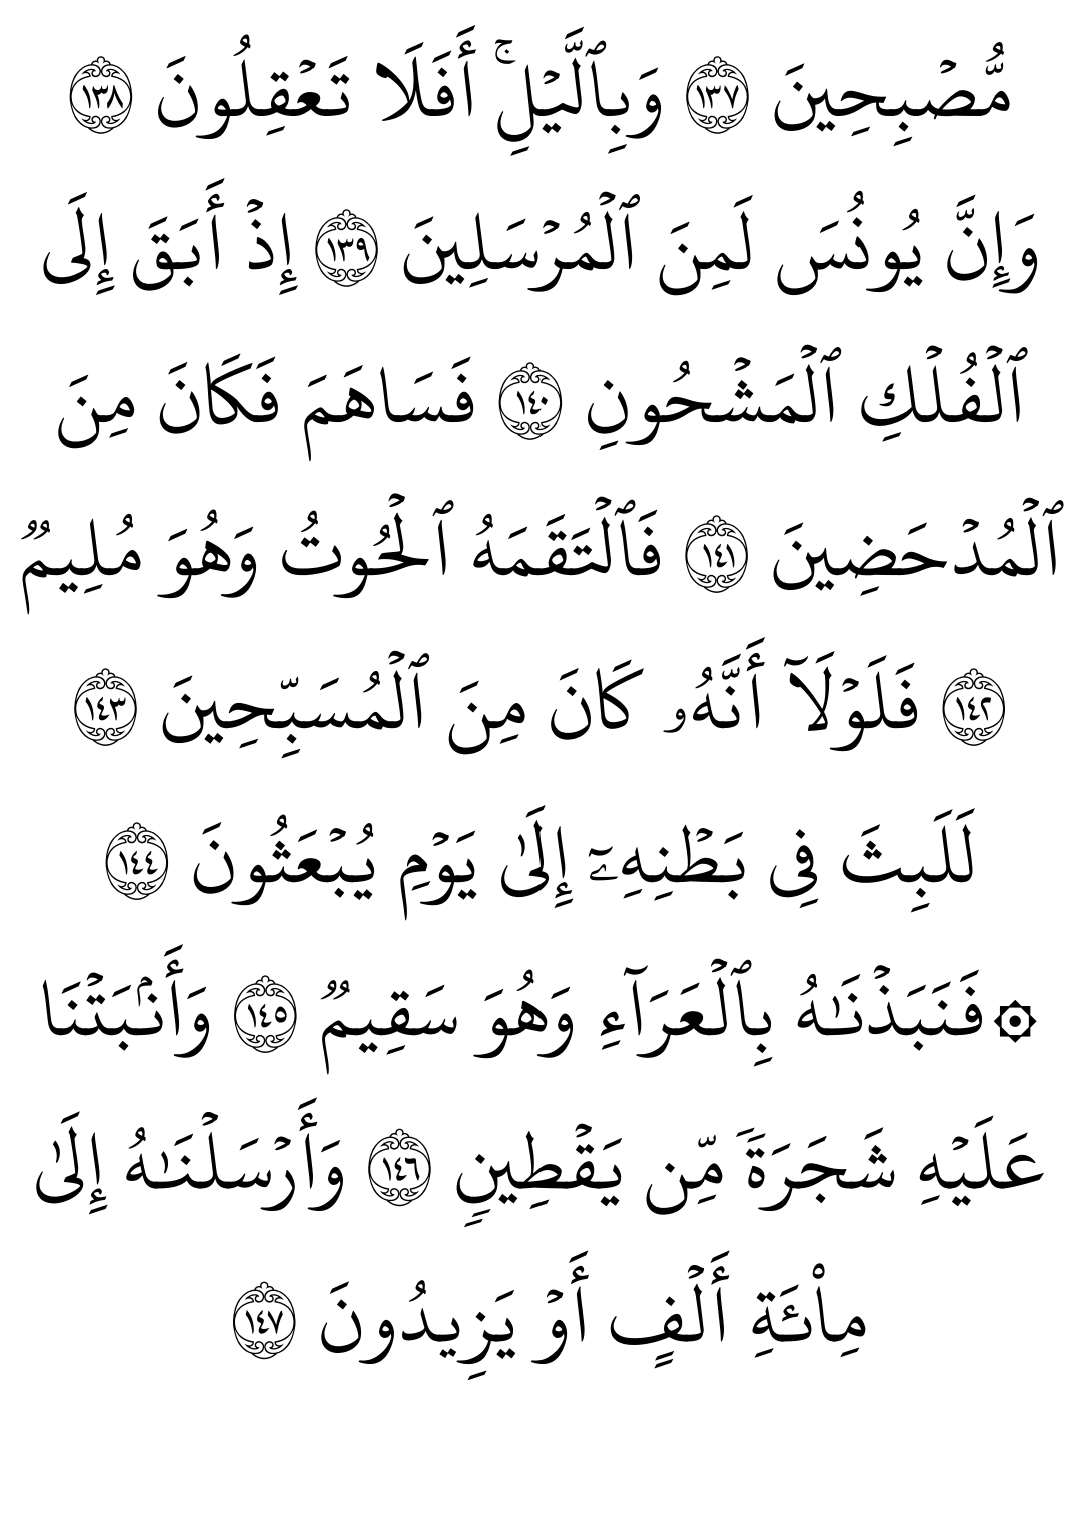 مُّصۡبِحِينَ ١٣٧ وَبِٱلَّيۡلِۚ أَفَلَا تَعۡقِلُونَ ١٣٨
وَإِنَّ يُونُسَ لَمِنَ ٱلۡمُرۡسَلِينَ ١٣٩ إِذۡ أَبَقَ إِلَى
ٱلۡفُلۡكِ ٱلۡمَشۡحُونِ ١٤٠ فَسَاهَمَ فَكَانَ مِنَ
ٱلۡمُدۡحَضِينَ ١٤١ فَٱلۡتَقَمَهُ ٱلۡحُوتُ وَهُوَ مُلِيمٞ
١٤٢ فَلَوۡلَآ أَنَّهُۥ كَانَ مِنَ ٱلۡمُسَبِّحِينَ ١٤٣
لَلَبِثَ فِي بَطۡنِهِۦٓ إِلَىٰ يَوۡمِ يُبۡعَثُونَ ١٤٤
۞فَنَبَذۡنَٰهُ بِٱلۡعَرَآءِ وَهُوَ سَقِيمٞ ١٤٥ وَأَنۢبَتۡنَا
عَلَيۡهِ شَجَرَةٗ مِّن يَقۡطِينٖ ١٤٦ وَأَرۡسَلۡنَٰهُ إِلَىٰ
مِاْئَةِ أَلۡفٍ أَوۡ يَزِيدُونَ ١٤٧